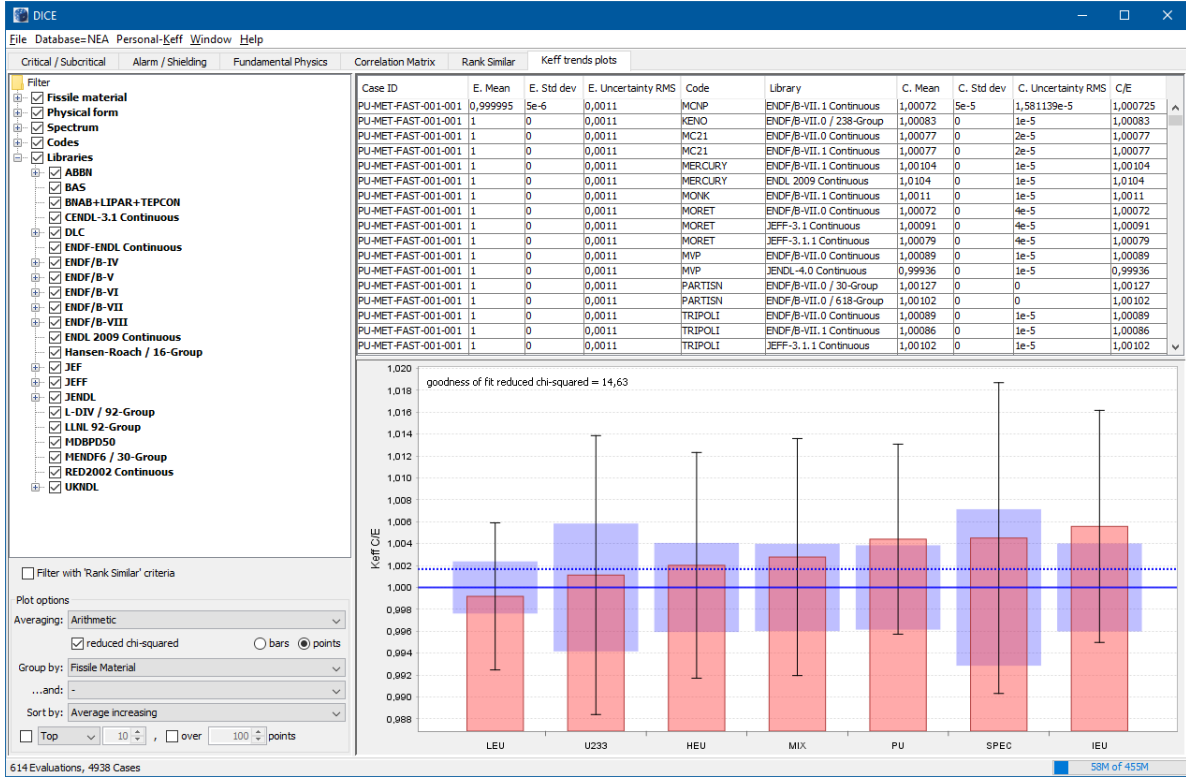 DICE
File Database=NEA Personal-Keff Window Help
Critical / Subcritical Alarm / Shielding Fundamental Physics Correlation Matrix Rank Similar Keff trends plots
Filter
Fissile material
Physical form
Spectrum
Codes
Libraries
ABBN
BAS
BNAB+LIPAR+TEPCON
CENDL-3.1 Continuous
DLC
ENDF-ENDL Continuous
ENDF/B-IV
ENDF/B-V
ENDF/B-VI
ENDF/B-VII
ENDF/B-VIII
ENDL 2009 Continuous
Hansen-Roach / 16-Group
JEF
JEFF
JENDL
L-DIV / 92-Group
LLNL 92-Group
MDBPD50
MENDF6 / 30-Group
RED2002 Continuous
UKNDL
Filter with 'Rank Similar' criteria
Plot options
Averaging: Arithmetic
reduced chi-squared bars points
Group by: Fissile Material
...and: -
Sort by: Average increasing
Top 10 , over 100 points
Case ID E. Mean E. Std dev E. Uncertainty RMS Code Library C. Mean C. Std dev C. Uncertainty RMS C/E
PU-MET-FAST-001-001 0,999995 5e-6 0,0011 MCNP ENDF/B-VII.1 Continuous 1,00072 5e-5 1,581139e-5 1,000725
PU-MET-FAST-001-001 1 0 0,0011 KENO ENDF/B-VII.0 / 238-Group 1,00083 0 1e-5 1,00083
PU-MET-FAST-001-001 1 0 0,0011 MC21 ENDF/B-VII.0 Continuous 1,00077 0 2e-5 1,00077
PU-MET-FAST-001-001 1 0 0,0011 MC21 ENDF/B-VII.1 Continuous 1,00077 0 2e-5 1,00077
PU-MET-FAST-001-001 1 0 0,0011 MERCURY ENDF/B-VII.1 Continuous 1,00104 0 1e-5 1,00104
PU-MET-FAST-001-001 1 0 0,0011 MERCURY ENDL 2009 Continuous 1,0104 0 1e-5 1,0104
PU-MET-FAST-001-001 1 0 0,0011 MONK ENDF/B-VII.1 Continuous 1,0011 0 1e-5 1,0011
PU-MET-FAST-001-001 1 0 0,0011 MORET ENDF/B-VII.0 Continuous 1,00072 0 4e-5 1,00072
PU-MET-FAST-001-001 1 0 0,0011 MORET JEFF-3.1 Continuous 1,00091 0 4e-5 1,00091
PU-MET-FAST-001-001 1 0 0,0011 MORET JEFF-3.1.1 Continuous 1,00079 0 4e-5 1,00079
PU-MET-FAST-001-001 1 0 0,0011 MVP ENDF/B-VII.0 Continuous 1,00089 0 1e-5 1,00089
PU-MET-FAST-001-001 1 0 0,0011 MVP JENDL-4.0 Continuous 0,99936 0 1e-5 0,99936
PU-MET-FAST-001-001 1 0 0,0011 PARTISN ENDF/B-VII.0 / 30-Group 1,00127 0 0 1,00127
PU-MET-FAST-001-001 1 0 0,0011 PARTISN ENDF/B-VII.0 / 618-Group 1,00102 0 0 1,00102
PU-MET-FAST-001-001 1 0 0,0011 TRIPOLI ENDF/B-VII.0 Continuous 1,00089 0 1e-5 1,00089
PU-MET-FAST-001-001 1 0 0,0011 TRIPOLI ENDF/B-VII.1 Continuous 1,00086 0 1e-5 1,00086
PU-MET-FAST-001-001 1 0 0,0011 TRIPOLI JEFF-3.1.1 Continuous 1,00102 0 1e-5 1,00102
goodness of fit reduced chi-squared = 14,63
Keff C/E
1,020
1,018
1,016
1,014
1,012
1,010
1,008
1,006
1,004
1,002
1,000
0,998
0,996
0,994
0,992
0,990
0,988
LEU U233 HEU MIX PU SPEC IEU
614 Evaluations, 4938 Cases
58M of 455M